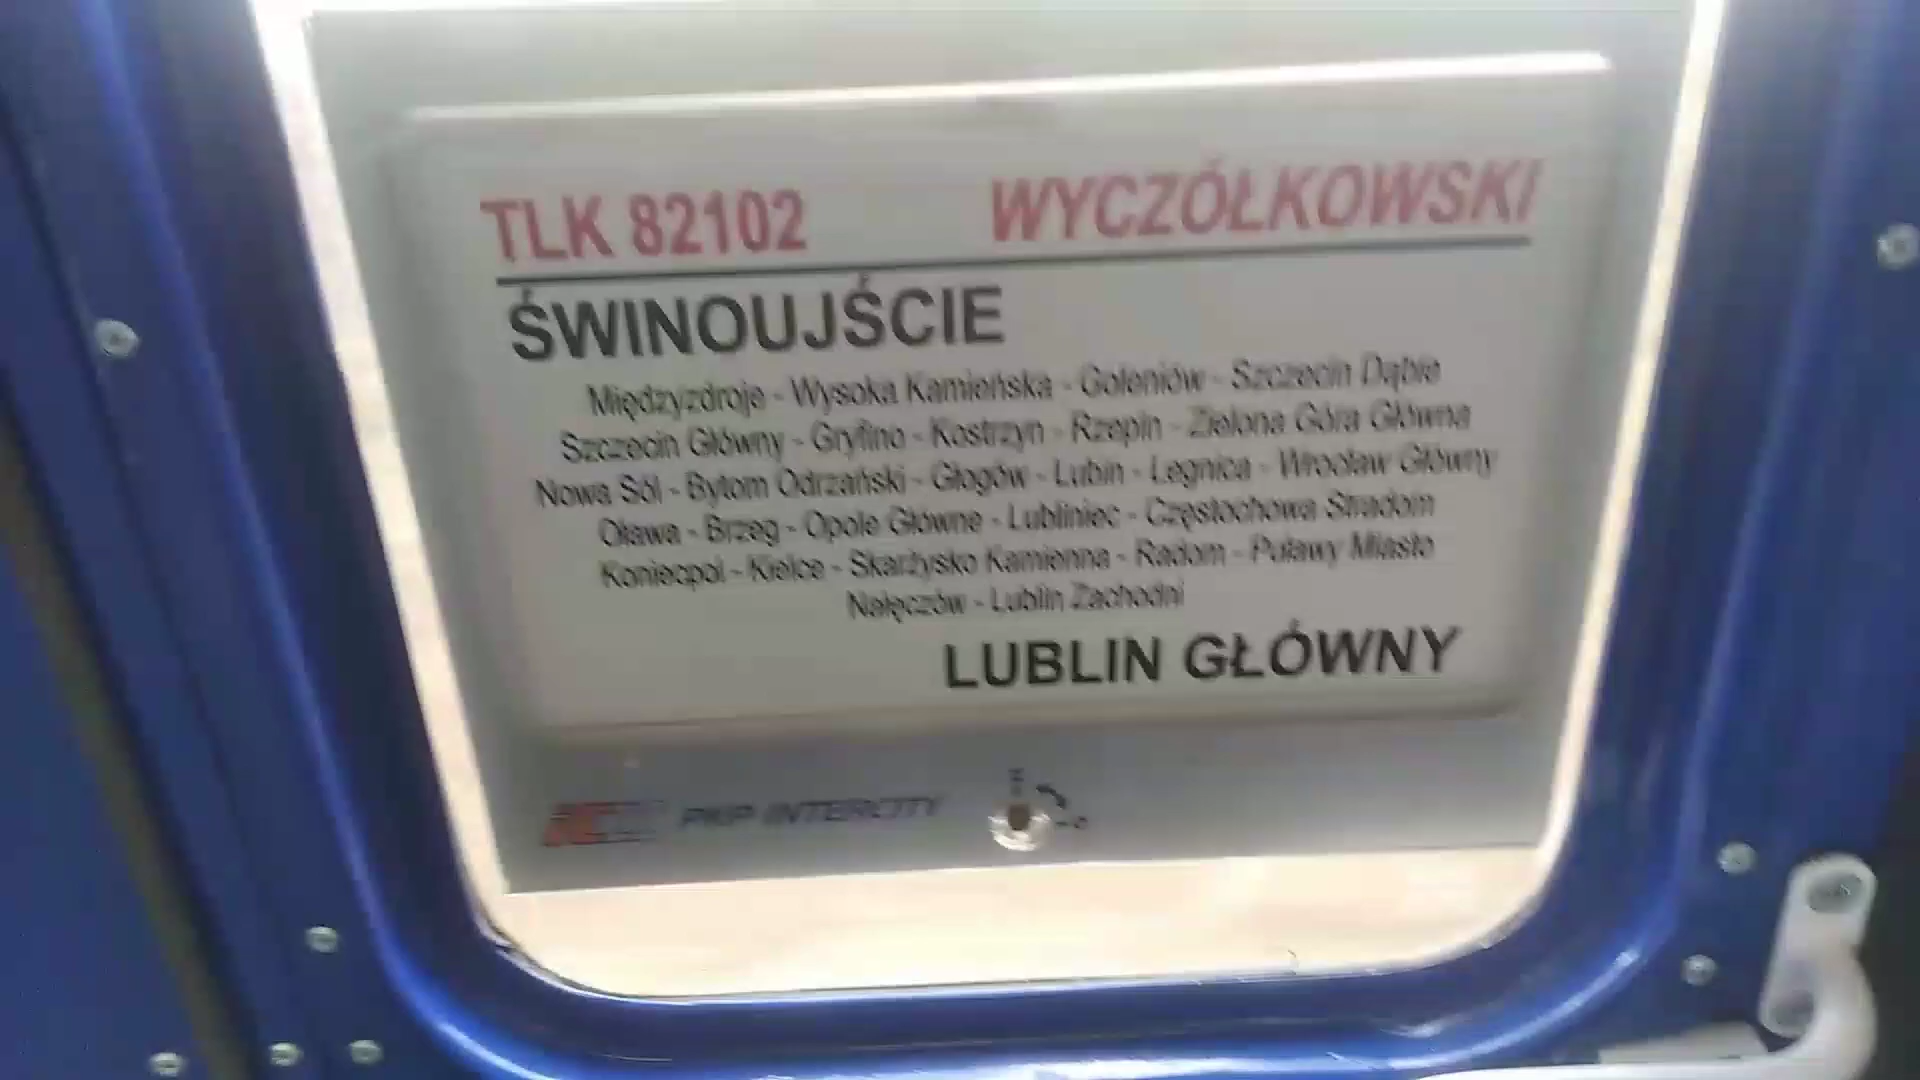 TLK 82102 WYCZÓŁKOWSKI
ŚWINOUJŚCIE
Międzyzdroje - Wysoka Kamieńska - Goleniów - Szczecin Dąbie
Szczecin Główny - Gryfino - Kostrzyn - Rzepin - Zielona Góra Główna
Nowa Sól - Bytom Odrzański - Głogów - Lubin - Legnica - Wrocław Główny
Oława - Brzeg - Opole Główne - Lubliniec - Częstochowa Stradom
Koniecpol - Kielce - Skarżysko Kamienna - Radom - Puławy Miasto
Nałęczów - Lublin Zachodni
LUBLIN GŁÓWNY
PKP INTERCITY